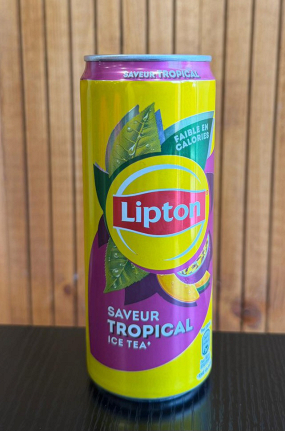 SAVEUR TROPICAL
FAIBLE EN
CALORIES
Lipton
SAVEUR
TROPICAL
ICE TEA*